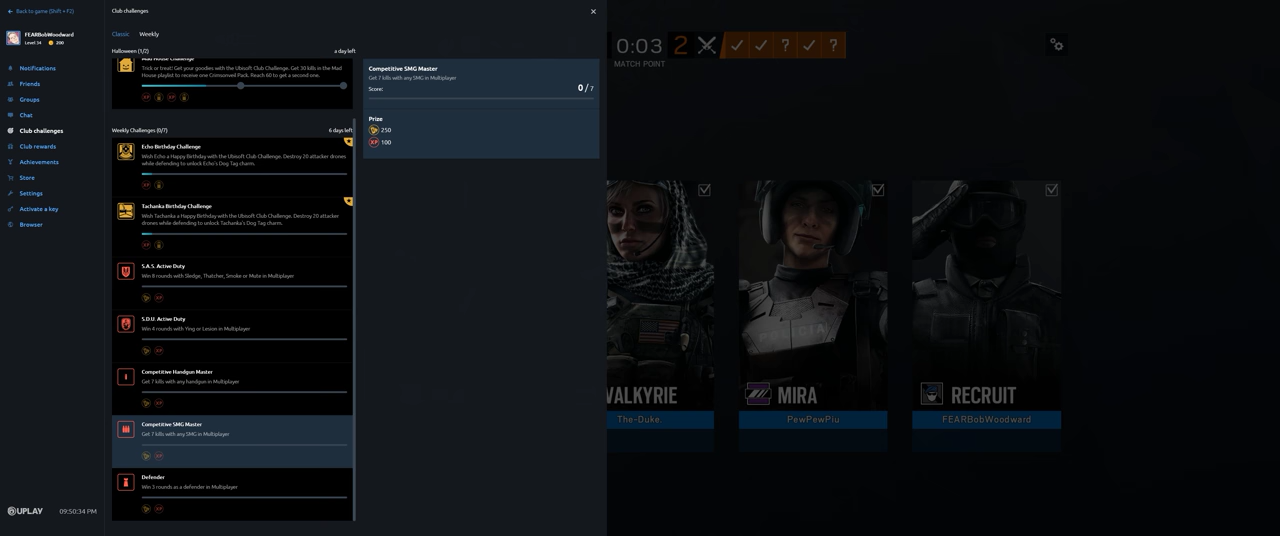 Back to game (Shift + F2)
FEARBobWoodward
Level 34 200
Notifications
Friends
Groups
Chat
Club challenges
Club rewards
Achievements
Store
Settings
Activate a key
Browser
UPLAY 09:50:34 PM
Club challenges
Classic Weekly
Halloween (1/2) a day left
Mad House Challenge
Trick or treat! Get your goodies with the Ubisoft Club Challenge. Get 30 kills in the Mad
House playlist to receive one Crimsonveil Pack. Reach 60 to get a second one.
Weekly Challenges (0/7) 6 days left
Echo Birthday Challenge
Wish Echo a Happy Birthday with the Ubisoft Club Challenge. Destroy 20 attacker drones
while defending to unlock Echo's Dog Tag charm.
Tachanka Birthday Challenge
Wish Tachanka a Happy Birthday with the Ubisoft Club Challenge. Destroy 20 attacker
drones while defending to unlock Tachanka's Dog Tag charm.
S.A.S. Active Duty
Win 8 rounds with Sledge, Thatcher, Smoke or Mute in Multiplayer
S.D.U. Active Duty
Win 4 rounds with Ying or Lesion in Multiplayer
Competitive Handgun Master
Get 7 kills with any handgun in Multiplayer
Competitive SMG Master
Get 7 kills with any SMG in Multiplayer
Defender
Win 3 rounds as a defender in Multiplayer
Competitive SMG Master
Get 7 kills with any SMG in Multiplayer
Score: 0 / 7
Prize
250
XP 100
0:03 2 ? ?
MATCH POINT
POLICIA
VALKYRIE
The-Duke.
MIRA
PewPewPiu
RECRUIT
FEARBobWoodward